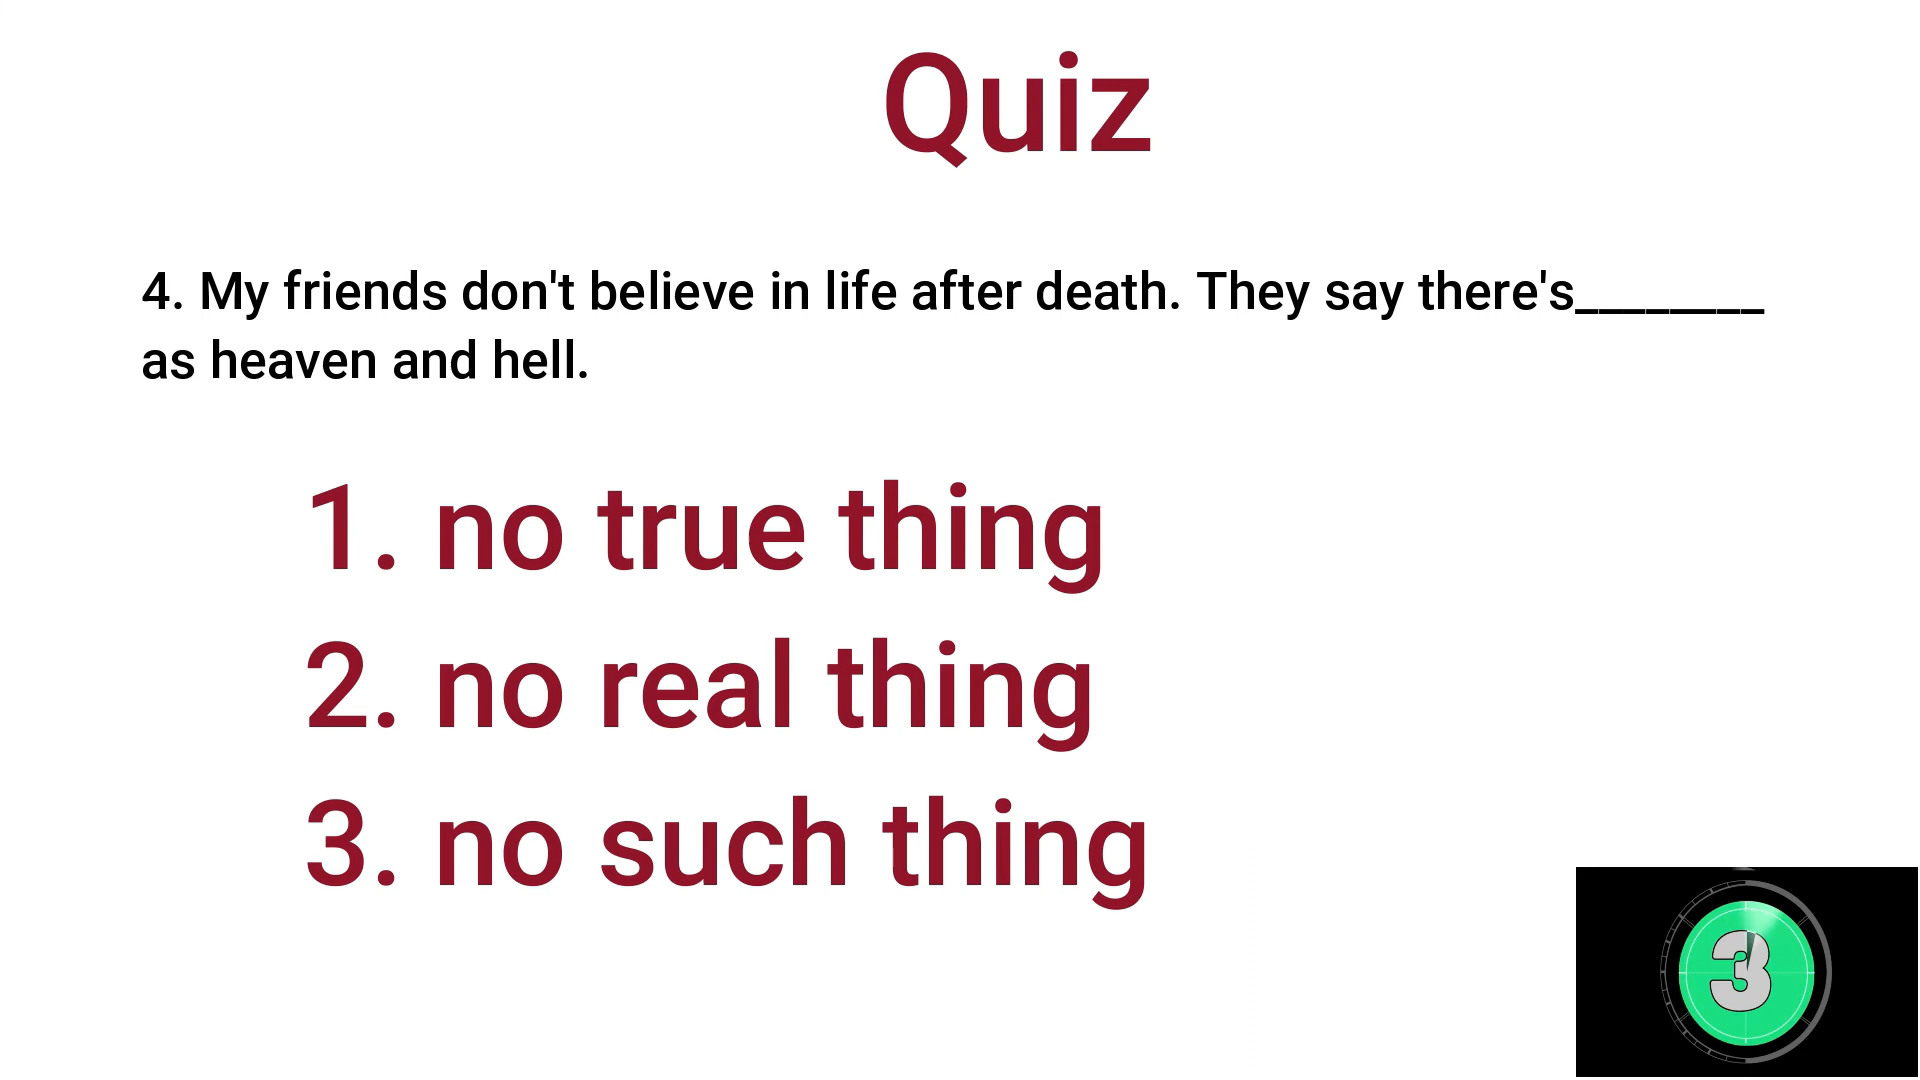 Quiz
4. My friends don't believe in life after death. They say there's________
as heaven and hell.
1. no true thing
2. no real thing
3. no such thing
3